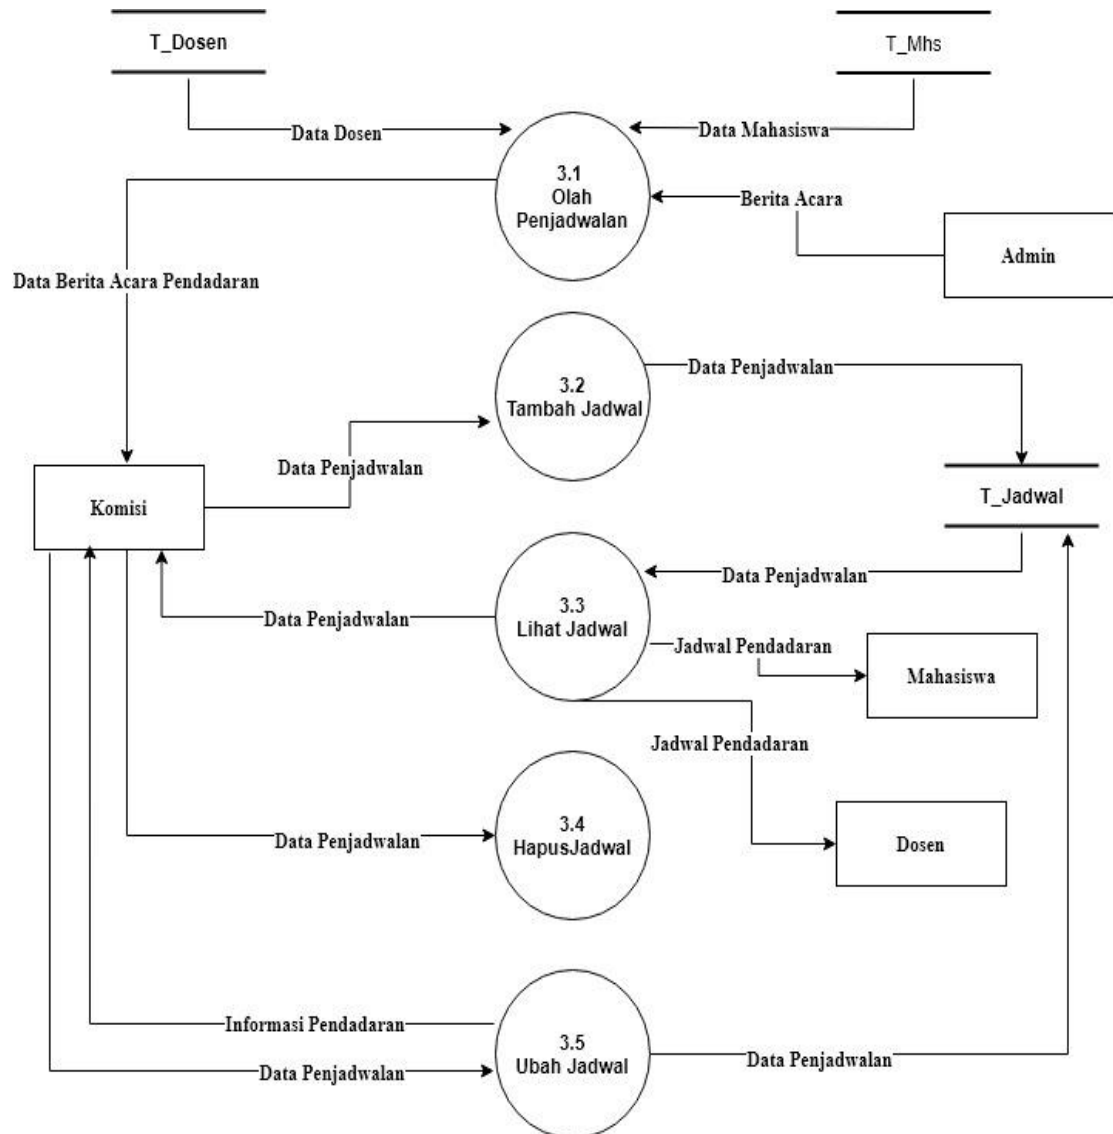 T_Dosen
T_Mhs
Data Dosen
Data Mahasiswa
3.1
Olah
Penjadwalan
Berita Acara
Admin
Data Berita Acara Pendadaran
3.2
Tambah Jadwal
Data Penjadwalan
Data Penjadwalan
Komisi
T_Jadwal
Data Penjadwalan
3.3
Lihat Jadwal
Data Penjadwalan
Jadwal Pendadaran
Mahasiswa
Jadwal Pendadaran
3.4
HapusJadwal
Data Penjadwalan
Dosen
Informasi Pendadaran
3.5
Ubah Jadwal
Data Penjadwalan
Data Penjadwalan